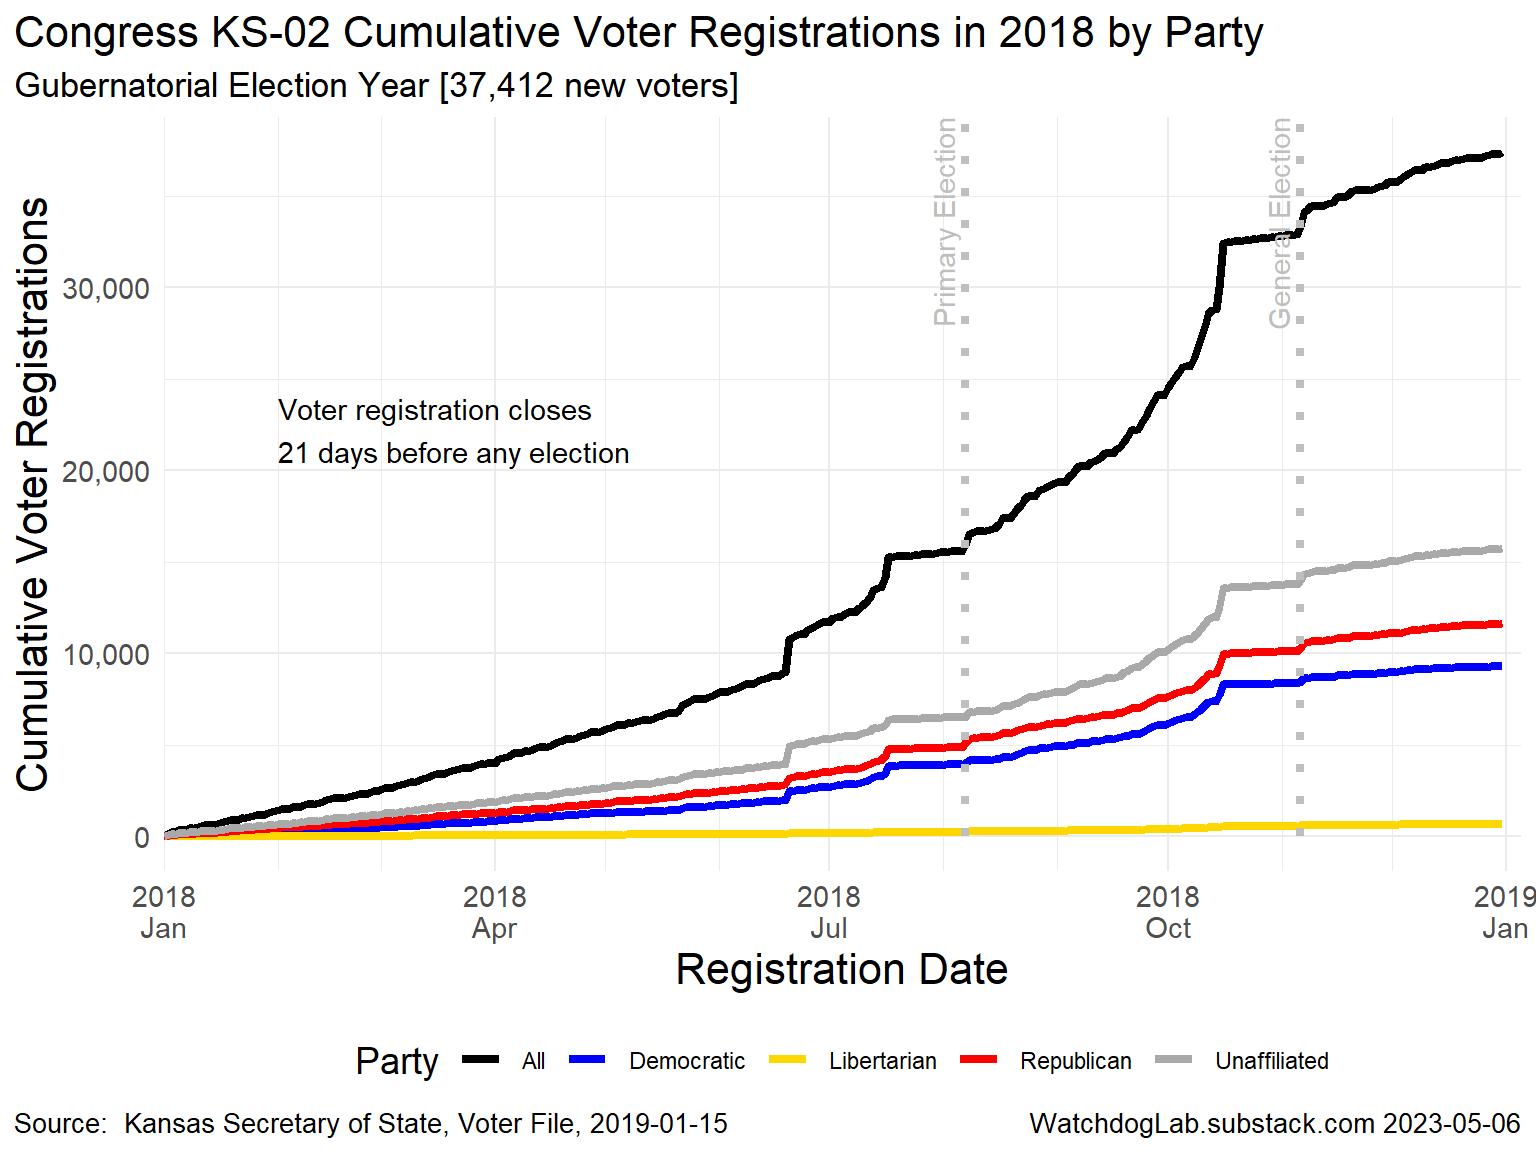 Congress KS-02 Cumulative Voter Registrations in 2018 by Party
Gubernatorial Election Year [37,412 new voters]
Cumulative Voter Registrations
30,000
20,000
10,000
0
Primary Election
General Election
Voter registration closes
21 days before any election
2018 2018 2018 2018 2019
Jan Apr Jul Oct Jan
Registration Date
Party All Democratic Libertarian Republican Unaffiliated
Source:  Kansas Secretary of State, Voter File, 2019-01-15
WatchdogLab.substack.com 2023-05-06